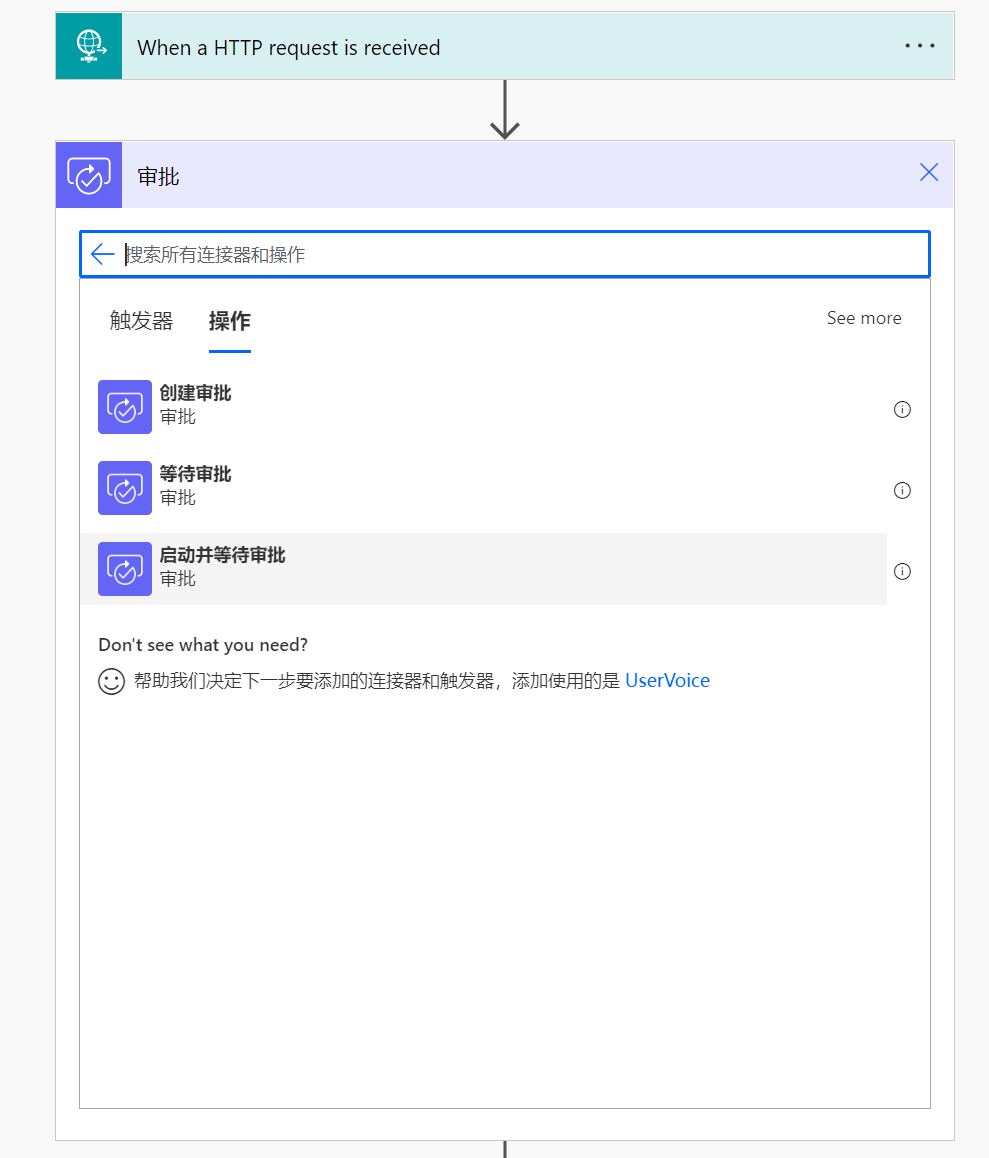 When a HTTP request is received
审批
搜索所有连接器和操作
触发器 操作 See more
创建审批
审批
等待审批
审批
启动并等待审批
审批
Don't see what you need?
帮助我们决定下一步要添加的连接器和触发器，添加使用的是 UserVoice